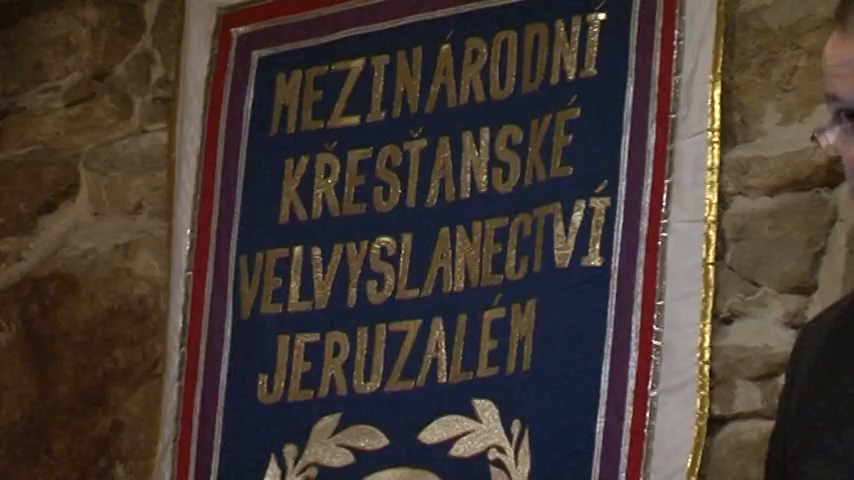 MEZINÁRODNÍ
KŘESŤANSKÉ
VELVYSLANECTVÍ
JERUZALÉM